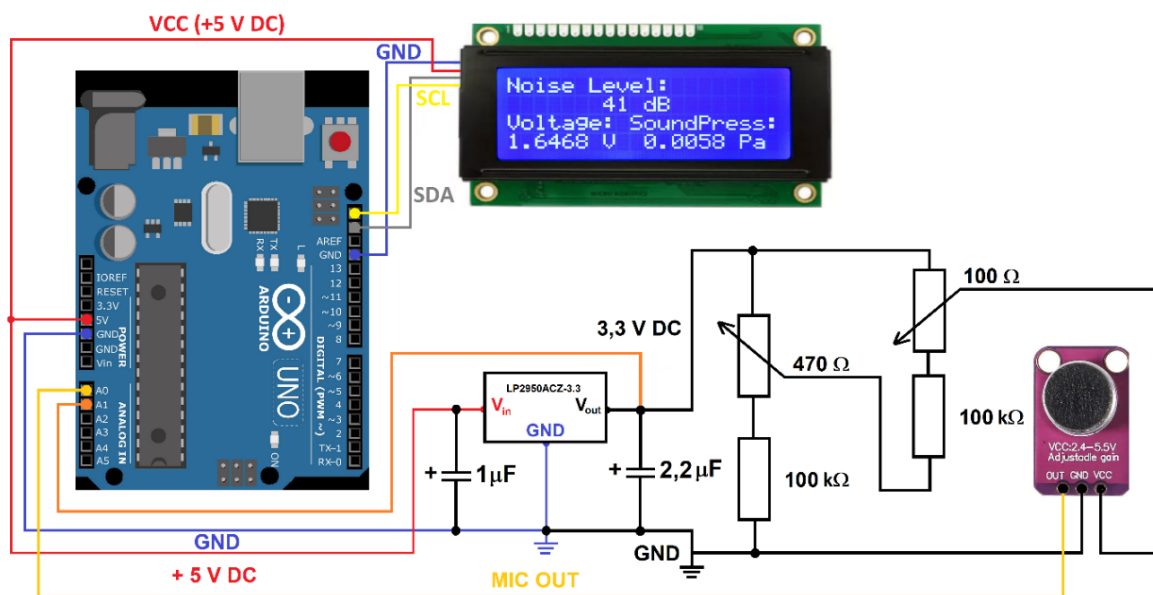 VCC (+5 V DC)
GND
SCL
SDA
Noise Level:
41 dB
Voltage: SoundPress:
1.6468 V 0.0058 Pa
RX
TX
L
AREF
GND
13
12
~11
~10
~9
8
7
~6
~5
4
~3
2
TX-1
RX-0
IOREF
RESET
3.3V
5V
GND
GND
Vin
POWER
A0
A1
A2
A3
A4
A5
ANALOG IN
ARDUINO
UNO
DIGITAL (PWM ~)
ON
3,3 V DC
LP2950ACZ-3.3
Vin
Vout
GND
+
1µF
+
2,2 µF
470 Ω
100 kΩ
100 Ω
100 kΩ
VCC:2.4-5.5V
Adjustadle gain
OUT GND VCC
GND
GND
+ 5 V DC
MIC OUT